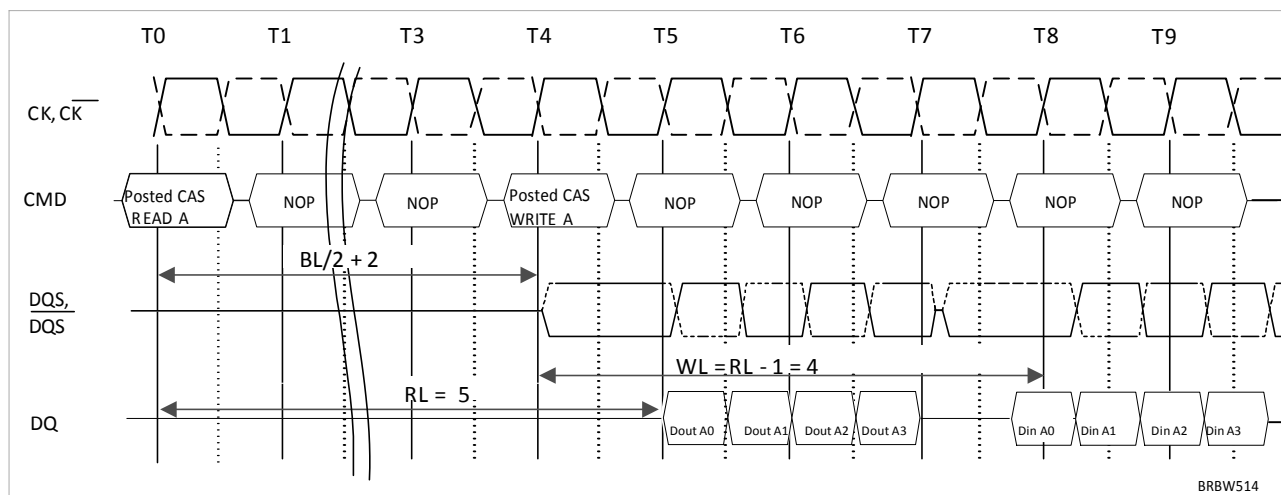 T0 T1 T3 T4 T5 T6 T7 T8 T9
CK, C̅K̅
CMD
Posted CAS
READ A
NOP
NOP
Posted CAS
WRITE A
NOP
NOP
NOP
NOP
NOP
BL/2 + 2
DQS,
D̅Q̅S̅
WL = RL - 1 = 4
RL = 5
DQ
Dout A0 Dout A1 Dout A2 Dout A3 Din A0 Din A1 Din A2 Din A3
BRBW514